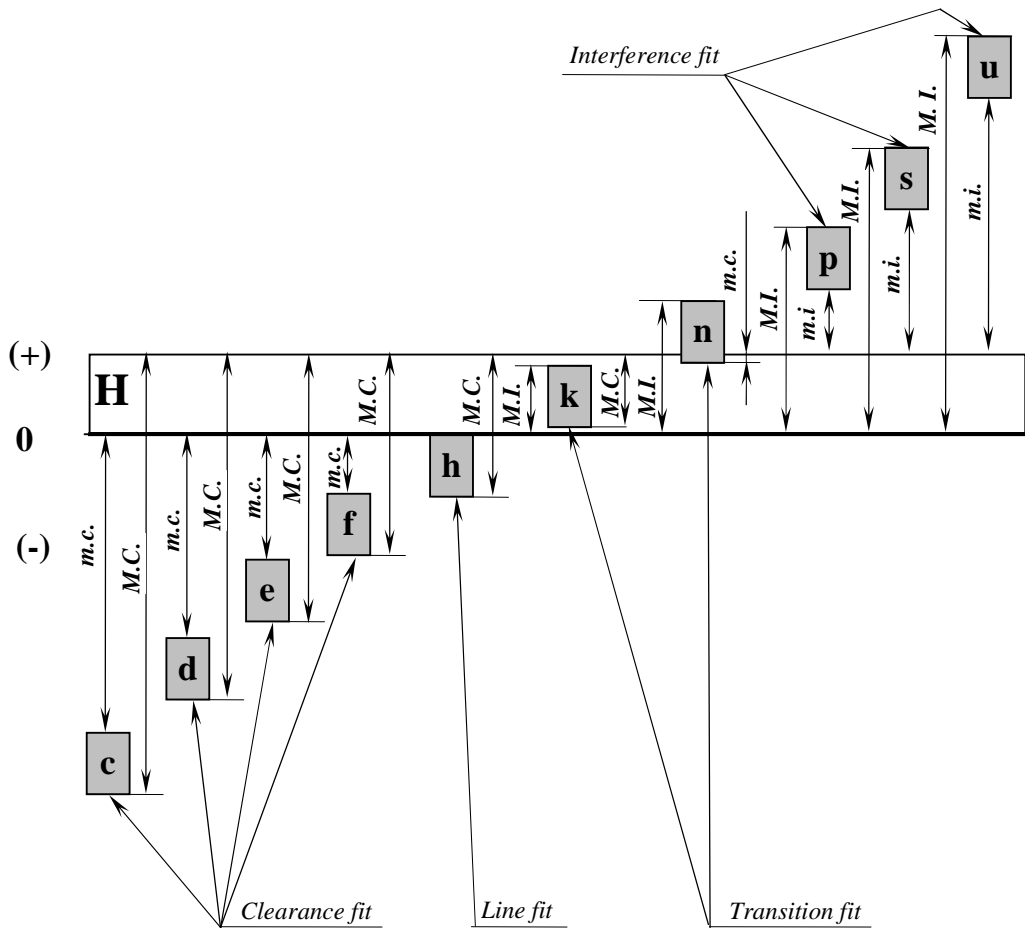 Interference fit
u
M. I.
m.i.
s
M.I.
m.i.
p
M.I.
m.i
m.c.
n
M.I.
(+)
H
k
M.C.
M.I.
0
h
M.C.
M.C.
m.c.
f
(-)
M.C.
m.c.
e
M.C.
m.c.
d
M.C.
m.c.
c
Clearance fit
Line fit
Transition fit